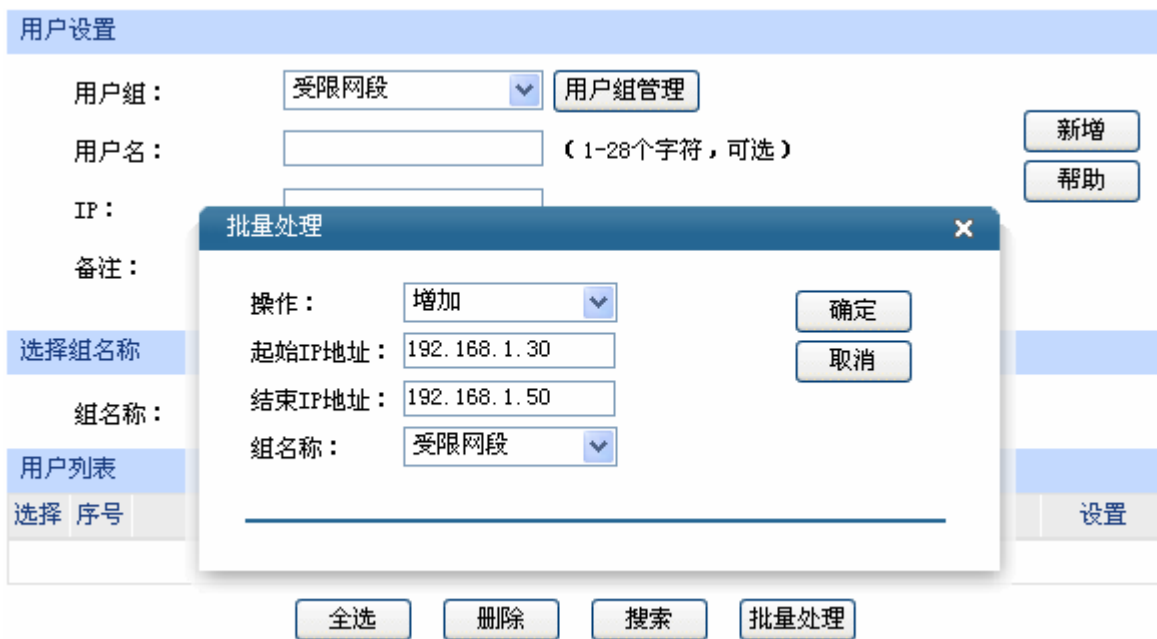 用户设置
用户组： 受限网段 用户组管理
新增
用户名： （1-28个字符，可选）
帮助
IP：
批量处理
备注：
操作： 增加 确定
起始IP地址： 192.168.1.30 取消
结束IP地址： 192.168.1.50
组名称： 受限网段
选择组名称
组名称：
用户列表
选择 序号 设置
全选 删除 搜索 批量处理